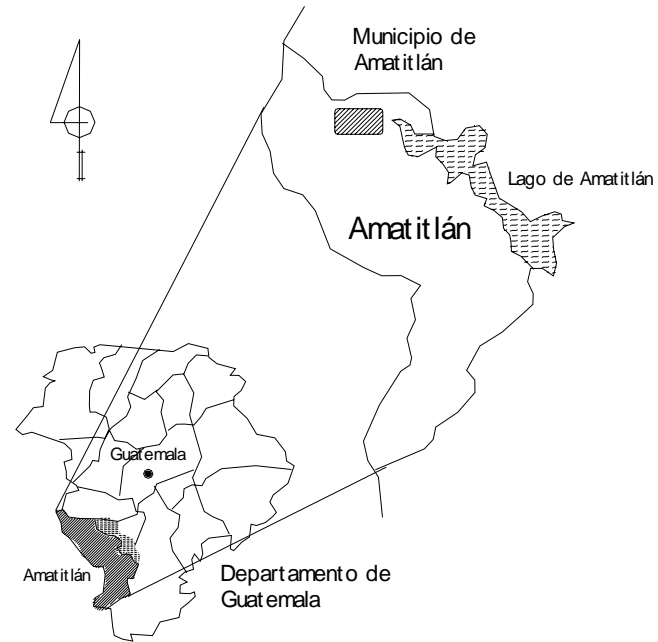 Municipio de
Amatitlán
Lago de Amatitlán
Amatitlán
Guatemala
Amatitlán
Departamento de
Guatemala